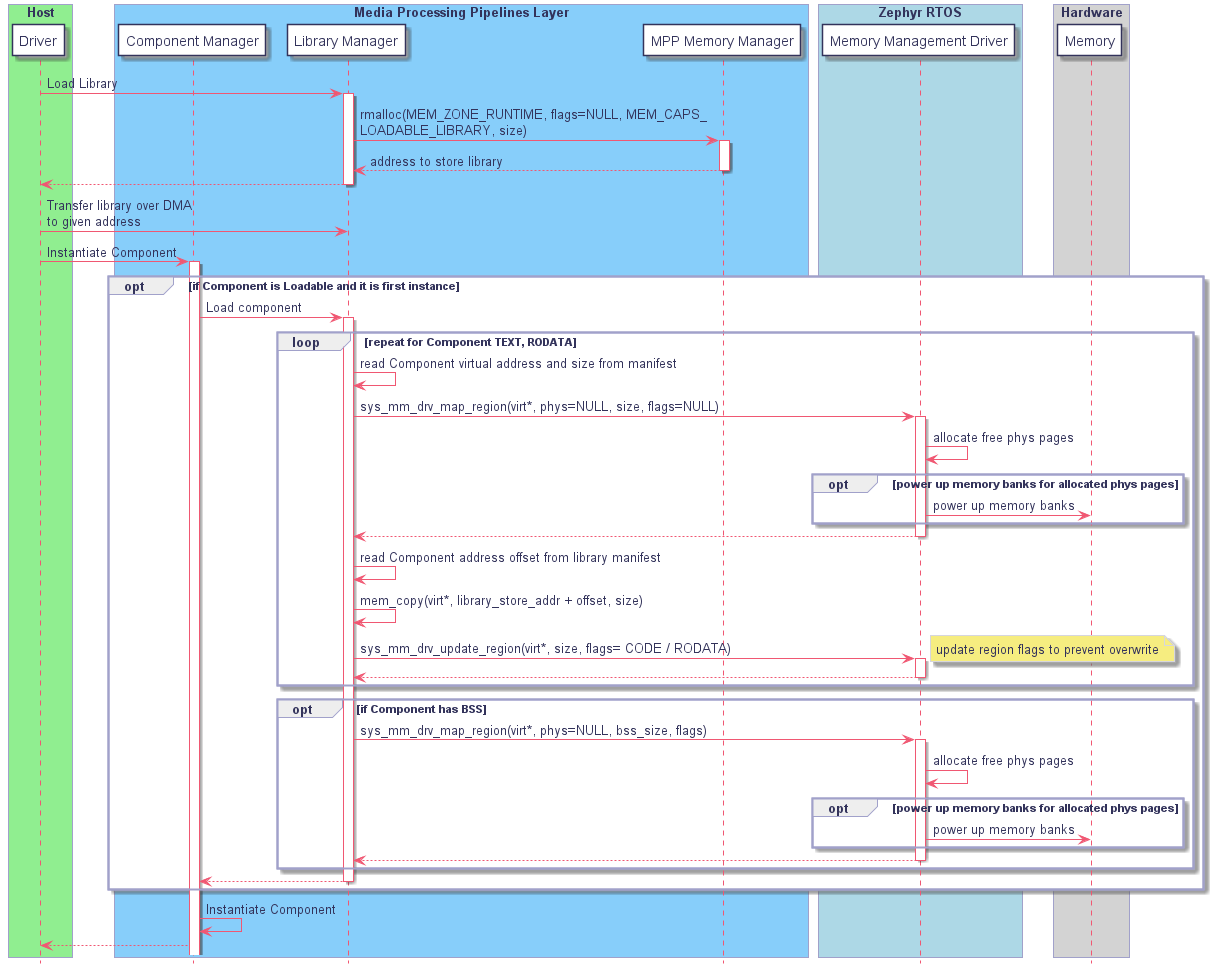 Host
Media Processing Pipelines Layer
Zephyr RTOS
Hardware
Driver
Component Manager
Library Manager
MPP Memory Manager
Memory Management Driver
Memory
Load Library
rmalloc(MEM_ZONE_RUNTIME, flags=NULL, MEM_CAPS_
LOADABLE_LIBRARY, size)
address to store library
Transfer library over DMA
to given address
Instantiate Component
opt
[if Component is Loadable and it is first instance]
Load component
loop
[repeat for Component TEXT, RODATA]
read Component virtual address and size from manifest
sys_mm_drv_map_region(virt*, phys=NULL, size, flags=NULL)
allocate free phys pages
opt
[power up memory banks for allocated phys pages]
power up memory banks
read Component address offset from library manifest
mem_copy(virt*, library_store_addr + offset, size)
sys_mm_drv_update_region(virt*, size, flags= CODE / RODATA)
update region flags to prevent overwrite
opt
[if Component has BSS]
sys_mm_drv_map_region(virt*, phys=NULL, bss_size, flags)
allocate free phys pages
opt
[power up memory banks for allocated phys pages]
power up memory banks
Instantiate Component